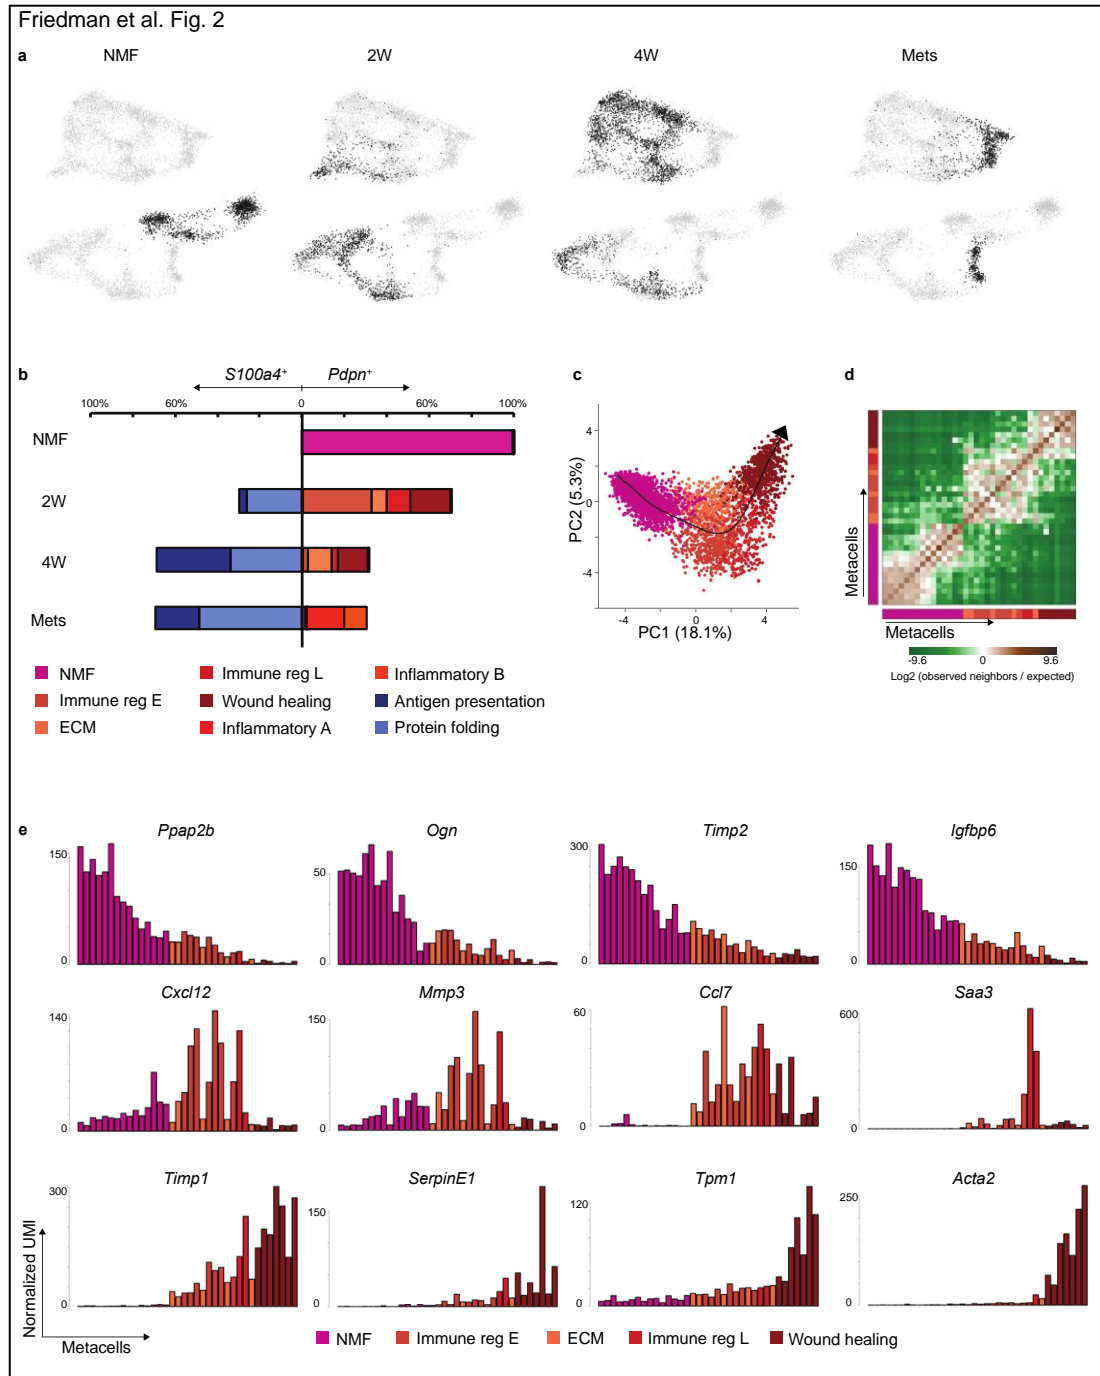 Friedman et al. Fig. 2
a
NMF 2W 4W Mets
b
S100a4+ Pdpn+
100% 60% 0 60% 100%
NMF
2W
4W
Mets
NMF
Immune reg E
ECM
Immune reg L
Wound healing
Inflammatory A
Inflammatory B
Antigen presentation
Protein folding
c
PC2 (5.3%)
4
0
-4
-4 0 4
PC1 (18.1%)
d
Metacells
Metacells
-9.6 0 9.6
Log2 (observed neighbors / expected)
e
Ppap2b Ogn Timp2 Igfbp6
150 50 300 150
0 0 0 0
Cxcl12 Mmp3 Ccl7 Saa3
140 150 60 600
0 0 0 0
Timp1 SerpinE1 Tpm1 Acta2
300 150 120 250
0 0 0 0
Normalized UMI
Metacells
NMF Immune reg E ECM Immune reg L Wound healing